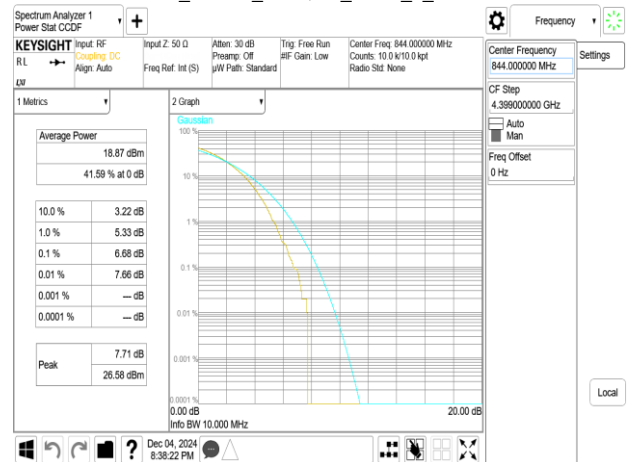 Spectrum Analyzer 1
Power Stat CCDF
Frequency
KEYSIGHT
RL
LXI
Input: RF
Coupling: DC
Align: Auto
Input Z: 50 Ω
Freq Ref: Int (S)
Atten: 30 dB
Preamp: Off
µW Path: Standard
Trig: Free Run
#IF Gain: Low
Center Freq: 844.000000 MHz
Counts: 10.0 k/10.0 kpt
Radio Std: None
Center Frequency
844.000000 MHz
Settings
CF Step
4.399000000 GHz
Auto
Man
Freq Offset
0 Hz
1 Metrics
Average Power
18.87 dBm
41.59 % at 0 dB
10.0 % 3.22 dB
1.0 % 5.33 dB
0.1 % 6.68 dB
0.01 % 7.66 dB
0.001 % --- dB
0.0001 % --- dB
Peak
7.71 dB
26.58 dBm
2 Graph
Gaussian
100 %
10 %
1 %
0.1 %
0.01 %
0.001 %
0.0001 %
0.00 dB 20.00 dB
Info BW 10.000 MHz
Local
?
Dec 04, 2024
8:38:22 PM